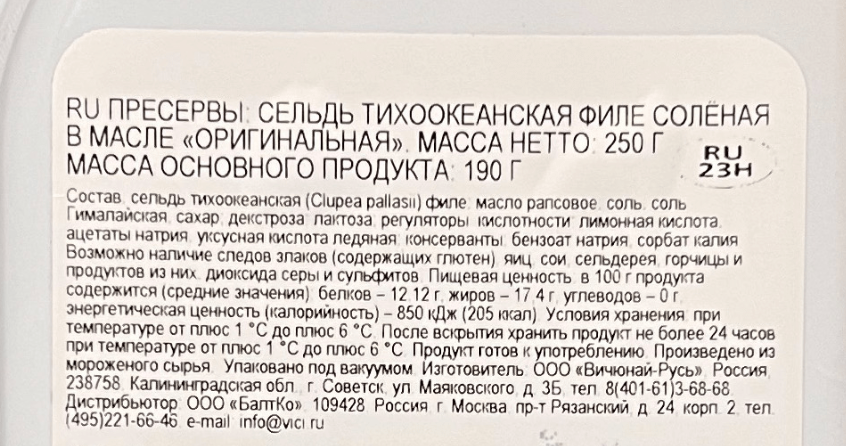 RU ПРЕСЕРВЫ: СЕЛЬДЬ ТИХООКЕАНСКАЯ ФИЛЕ СОЛЁНАЯ
В МАСЛЕ «ОРИГИНАЛЬНАЯ». МАССА НЕТТО: 250 Г
МАССА ОСНОВНОГО ПРОДУКТА: 190 Г
RU
23H
Состав: сельдь тихоокеанская (Clupea pallasii) филе; масло рапсовое, соль, соль
Гималайская, сахар, декстроза, лактоза, регуляторы кислотности: лимонная кислота,
ацетаты натрия, уксусная кислота ледяная; консерванты: бензоат натрия, сорбат калия.
Возможно наличие следов злаков (содержащих глютен), яиц, сои, сельдерея, горчицы и
продуктов из них, диоксида серы и сульфитов. Пищевая ценность: в 100 г продукта
содержится (средние значения): белков – 12,12 г, жиров – 17,4 г, углеводов – 0 г,
энергетическая ценность (калорийность) – 850 кДж (205 ккал). Условия хранения: при
температуре от плюс 1 °C до плюс 6 °C. После вскрытия хранить продукт не более 24 часов
при температуре от плюс 1 °C до плюс 6 °C. Продукт готов к употреблению. Произведено из
мороженого сырья. Упаковано под вакуумом. Изготовитель: ООО «Вичюнай-Русь», Россия,
238758, Калининградская обл., г. Советск, ул. Маяковского, д. 3Б, тел. 8(401-61)3-68-68.
Дистрибьютор: ООО «БалтКо», 109428, Россия, г. Москва, пр-т Рязанский, д. 24, корп. 2, тел.
(495)221-66-46, e-mail: info@vici.ru